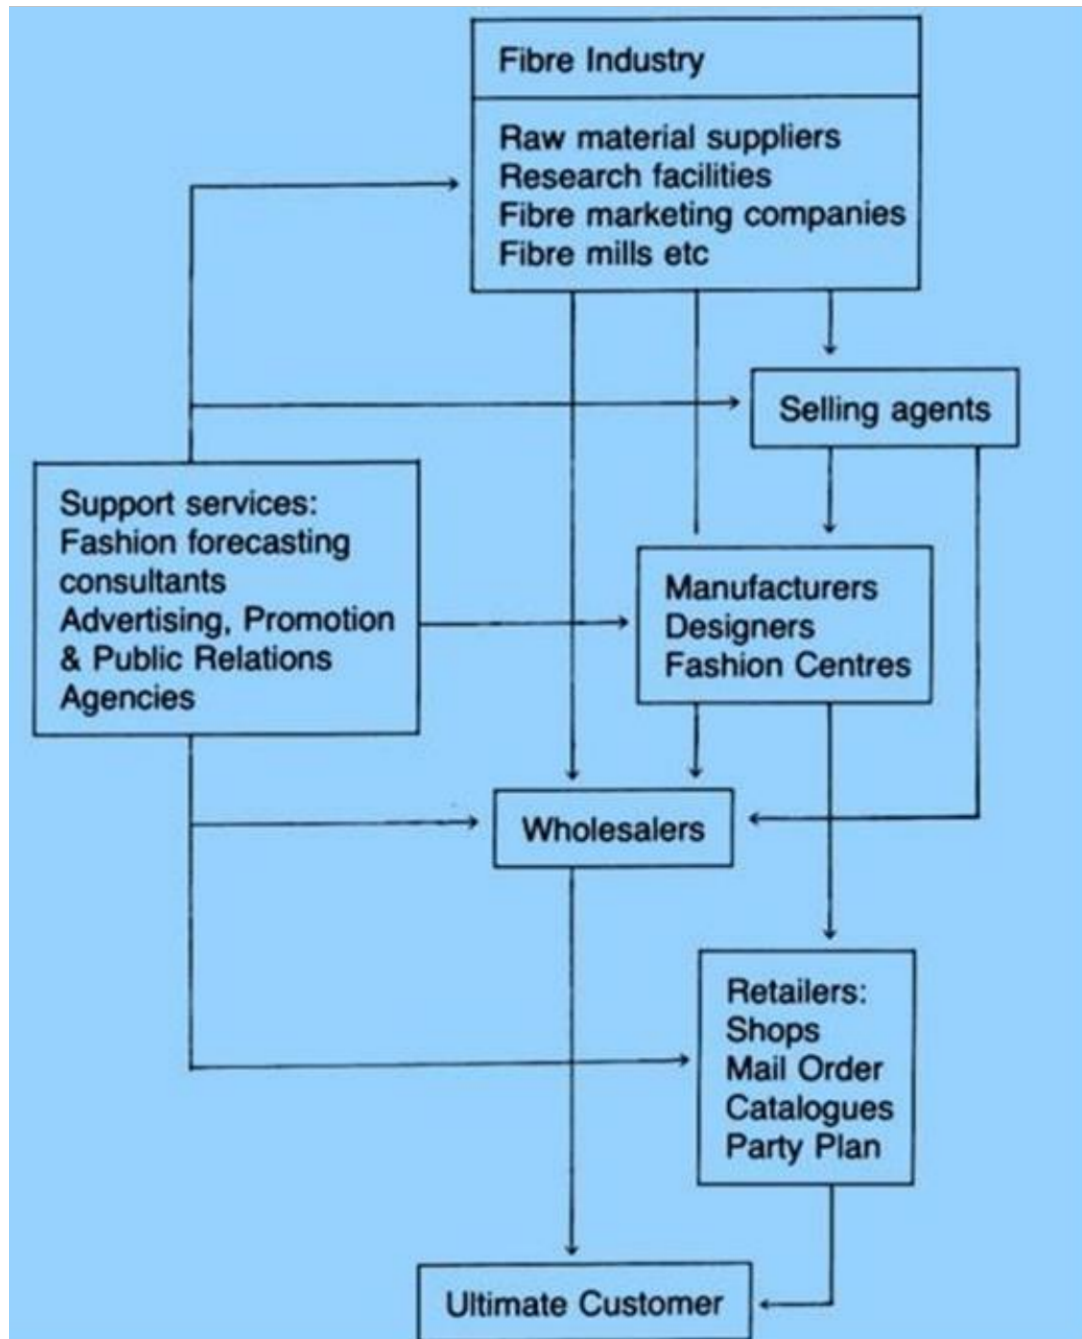 Fibre Industry
Raw material suppliers
Research facilities
Fibre marketing companies
Fibre mills etc
Selling agents
Support services:
Fashion forecasting
consultants
Advertising, Promotion
& Public Relations
Agencies
Manufacturers
Designers
Fashion Centres
Wholesalers
Retailers:
Shops
Mail Order
Catalogues
Party Plan
Ultimate Customer